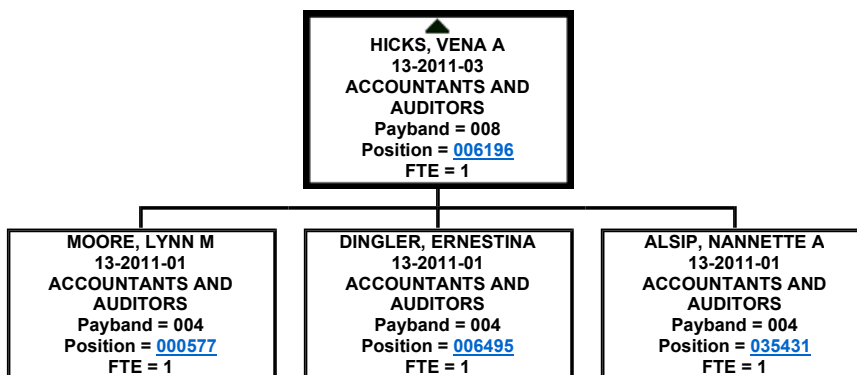 HICKS, VENA A
13-2011-03
ACCOUNTANTS AND
AUDITORS
Payband = 008
Position = 006196
FTE = 1
MOORE, LYNN M
13-2011-01
ACCOUNTANTS AND
AUDITORS
Payband = 004
Position = 000577
FTE = 1
DINGLER, ERNESTINA
13-2011-01
ACCOUNTANTS AND
AUDITORS
Payband = 004
Position = 006495
FTE = 1
ALSIP, NANNETTE A
13-2011-01
ACCOUNTANTS AND
AUDITORS
Payband = 004
Position = 035431
FTE = 1